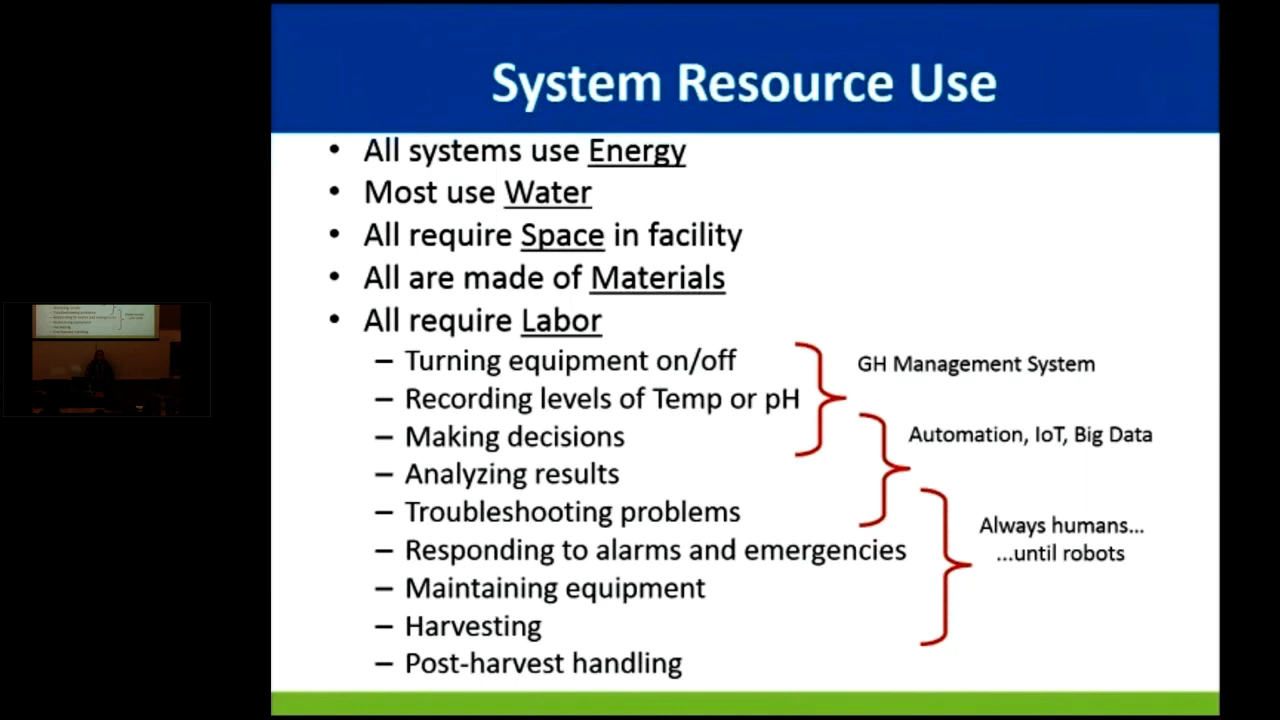 System Resource Use
• All systems use Energy
• Most use Water
• All require Space in facility
• All are made of Materials
• All require Labor
– Turning equipment on/off
– Recording levels of Temp or pH
– Making decisions
– Analyzing results
– Troubleshooting problems
– Responding to alarms and emergencies
– Maintaining equipment
– Harvesting
– Post-harvest handling
GH Management System
Automation, IoT, Big Data
Always humans...
...until robots